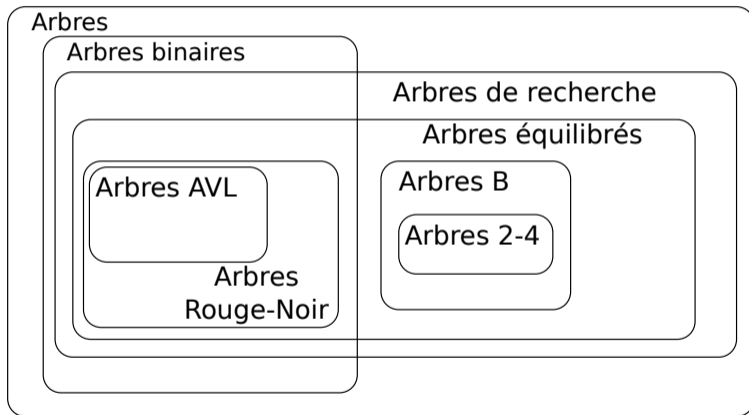 Arbres
Arbres binaires
Arbres de recherche
Arbres équilibrés
Arbres AVL
Arbres B
Arbres 2-4
Arbres
Rouge-Noir